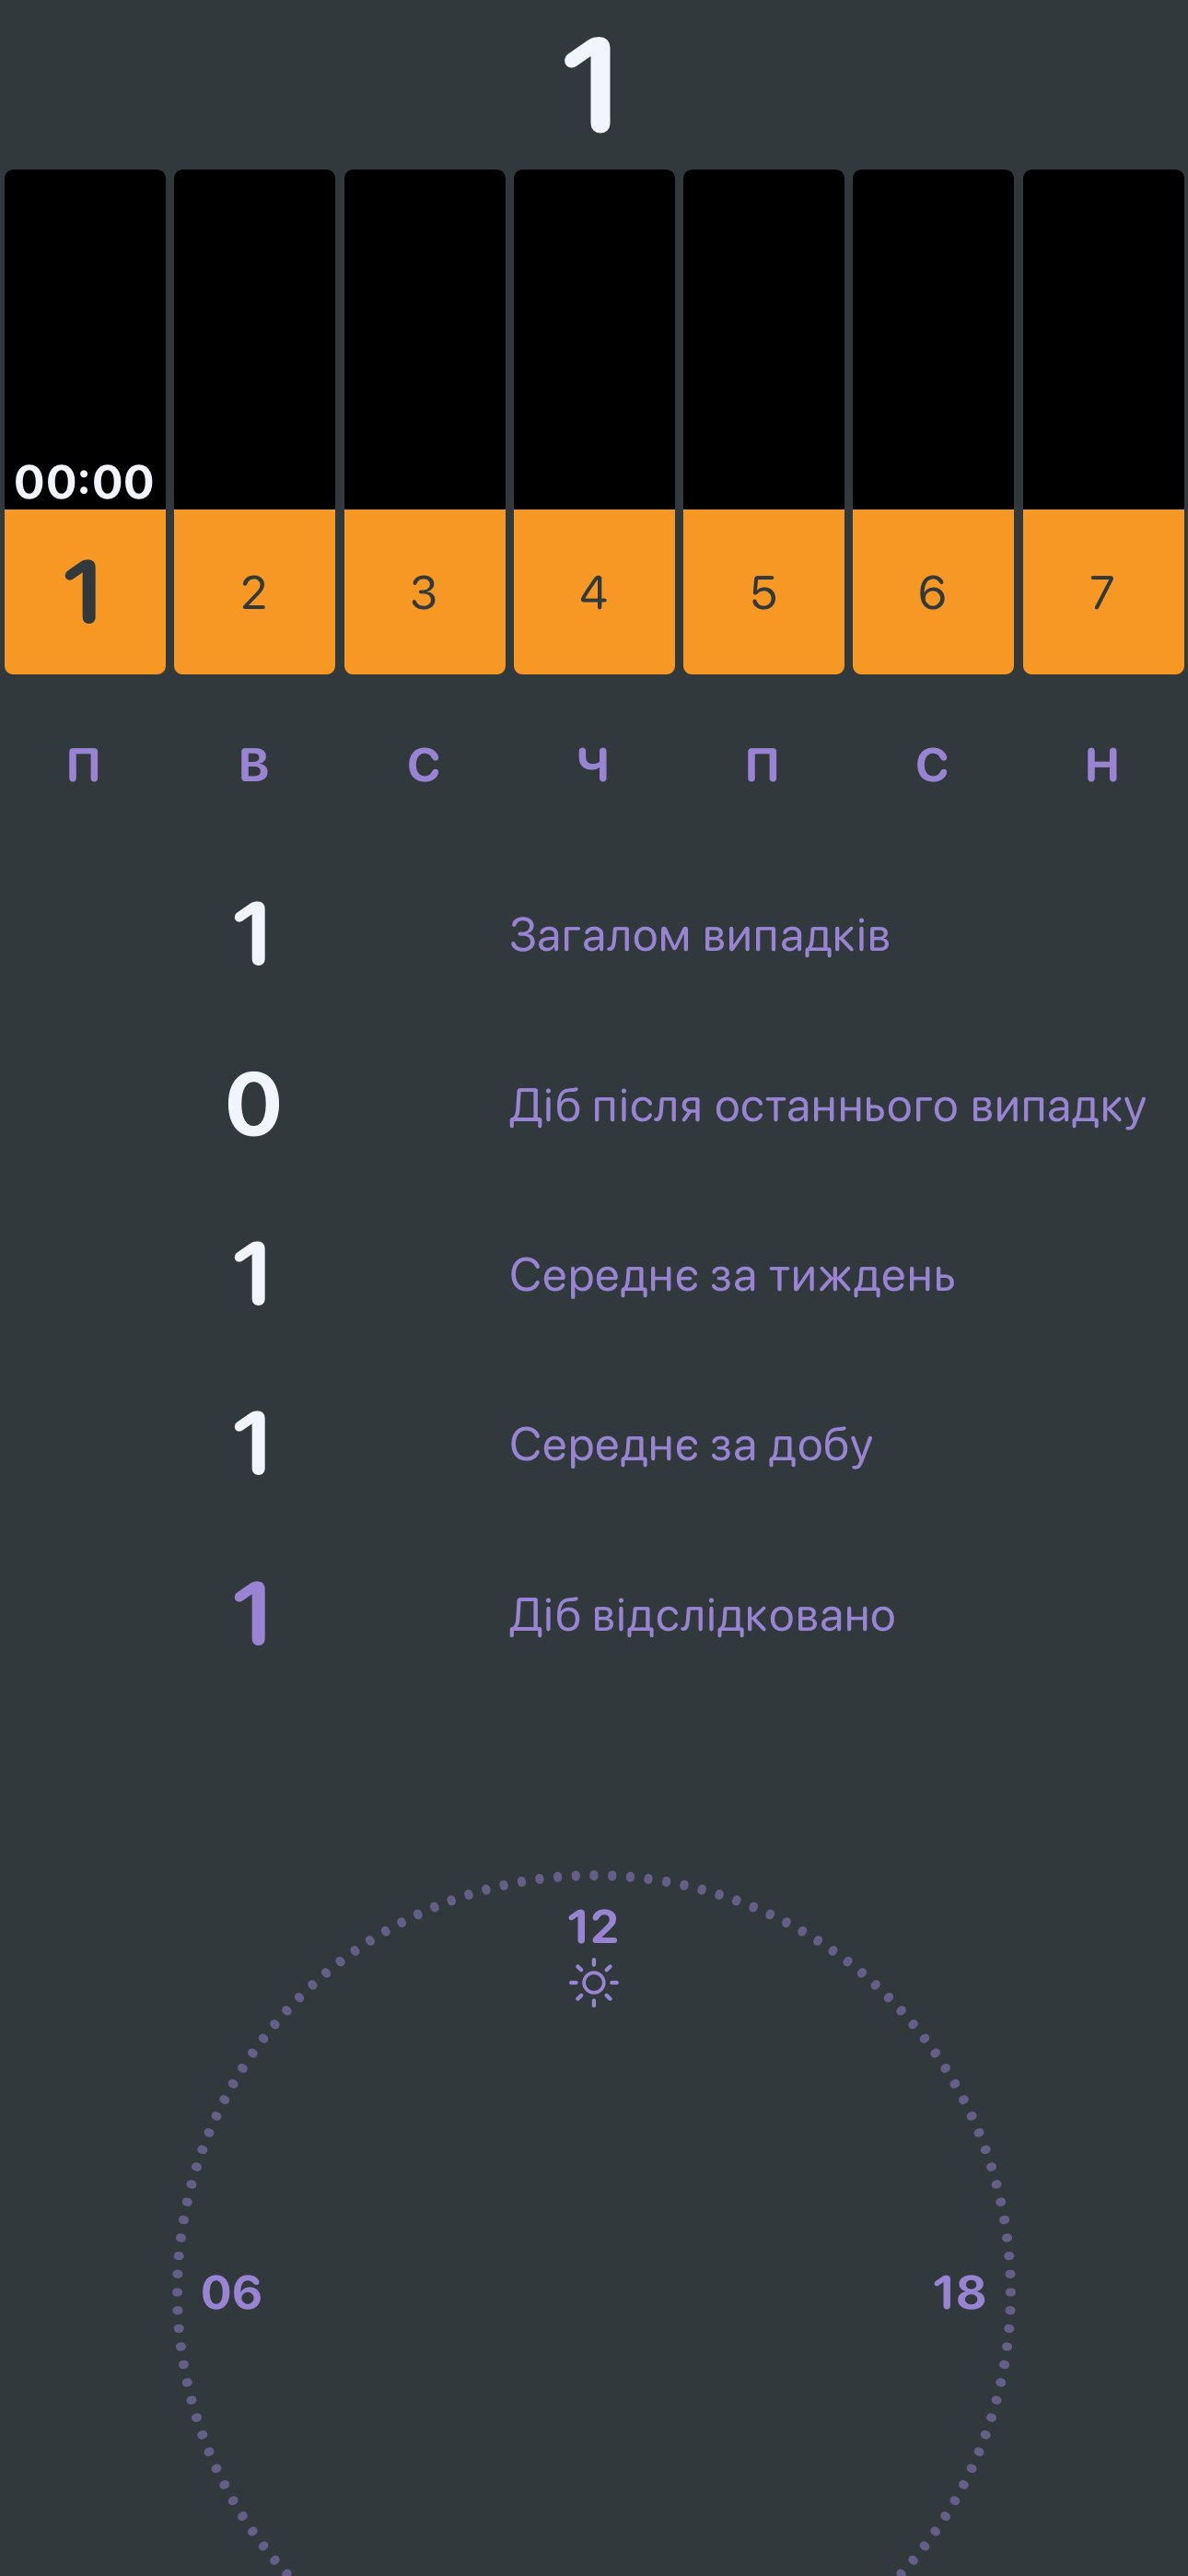 1
00:00
1 2 3 4 5 6 7
П В С Ч П С Н
1 Загалом випадків
0 Діб після останнього випадку
1 Середнє за тиждень
1 Середнє за добу
1 Діб відслідковано
12
06 18